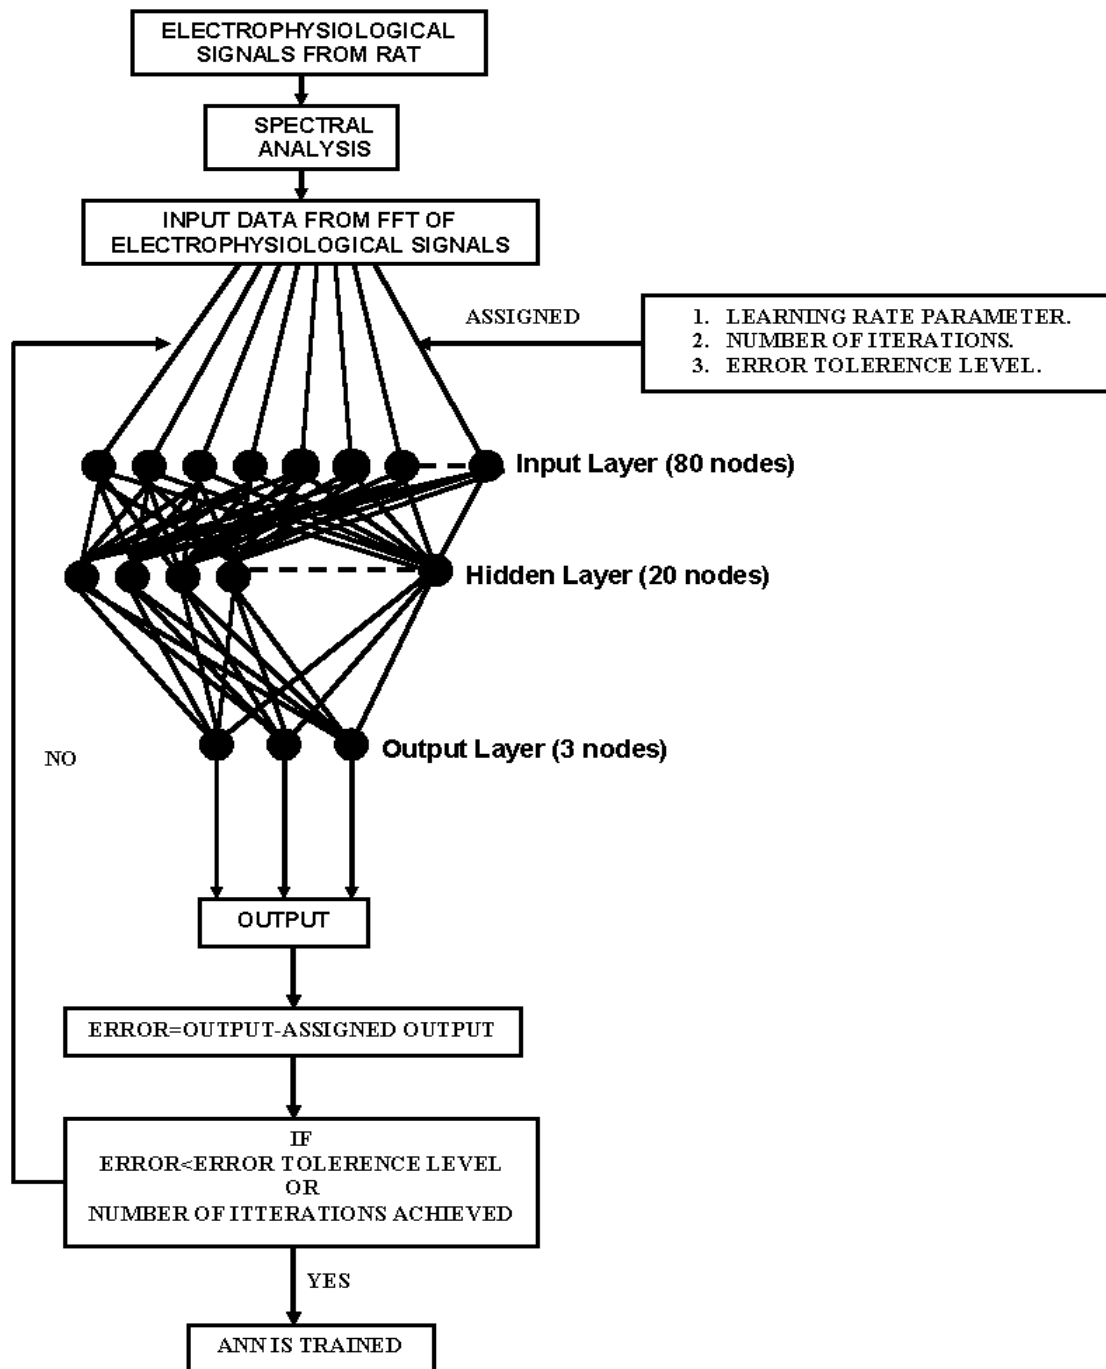 ELECTROPHYSIOLOGICAL
SIGNALS FROM RAT
SPECTRAL
ANALYSIS
INPUT DATA FROM FFT OF
ELECTROPHYSIOLOGICAL SIGNALS
ASSIGNED
1. LEARNING RATE PARAMETER.
2. NUMBER OF ITERATIONS.
3. ERROR TOLERENCE LEVEL.
Input Layer (80 nodes)
Hidden Layer (20 nodes)
Output Layer (3 nodes)
NO
OUTPUT
ERROR=OUTPUT-ASSIGNED OUTPUT
IF
ERROR<ERROR TOLERENCE LEVEL
OR
NUMBER OF ITTERATIONS ACHIEVED
YES
ANN IS TRAINED